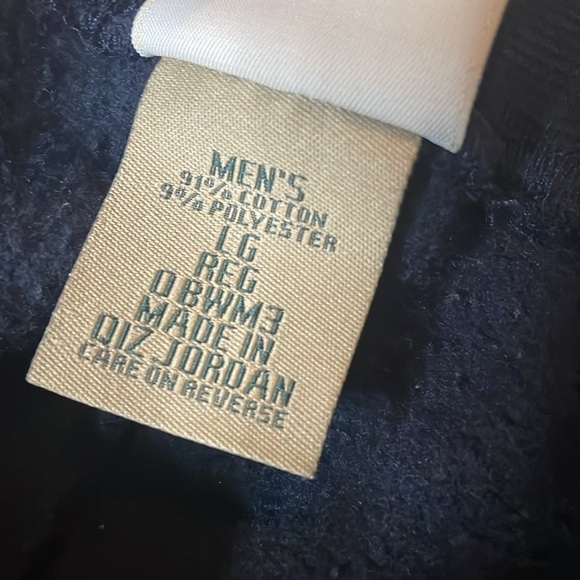 MEN'S
91% COTTON
9% POLYESTER
LG
REG
0BWM3
MADE IN
QIZ JORDAN
CARE ON REVERSE